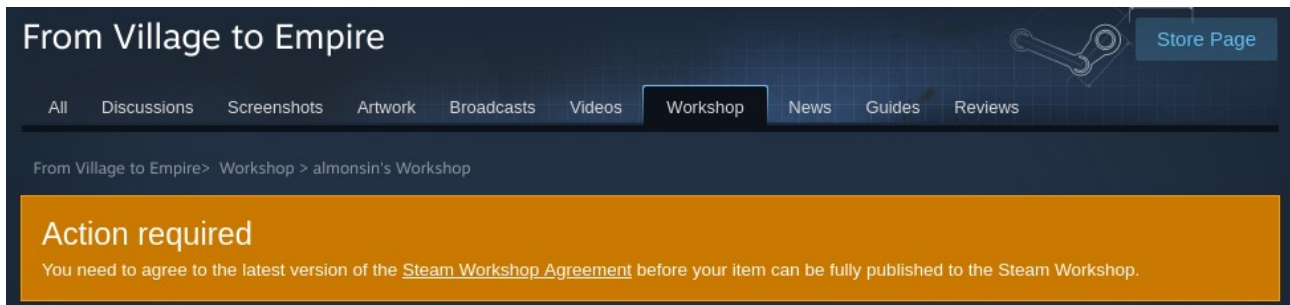 From Village to Empire
Store Page
All Discussions Screenshots Artwork Broadcasts Videos Workshop News Guides Reviews
From Village to Empire> Workshop > almonsin's Workshop
Action required
You need to agree to the latest version of the Steam Workshop Agreement before your item can be fully published to the Steam Workshop.